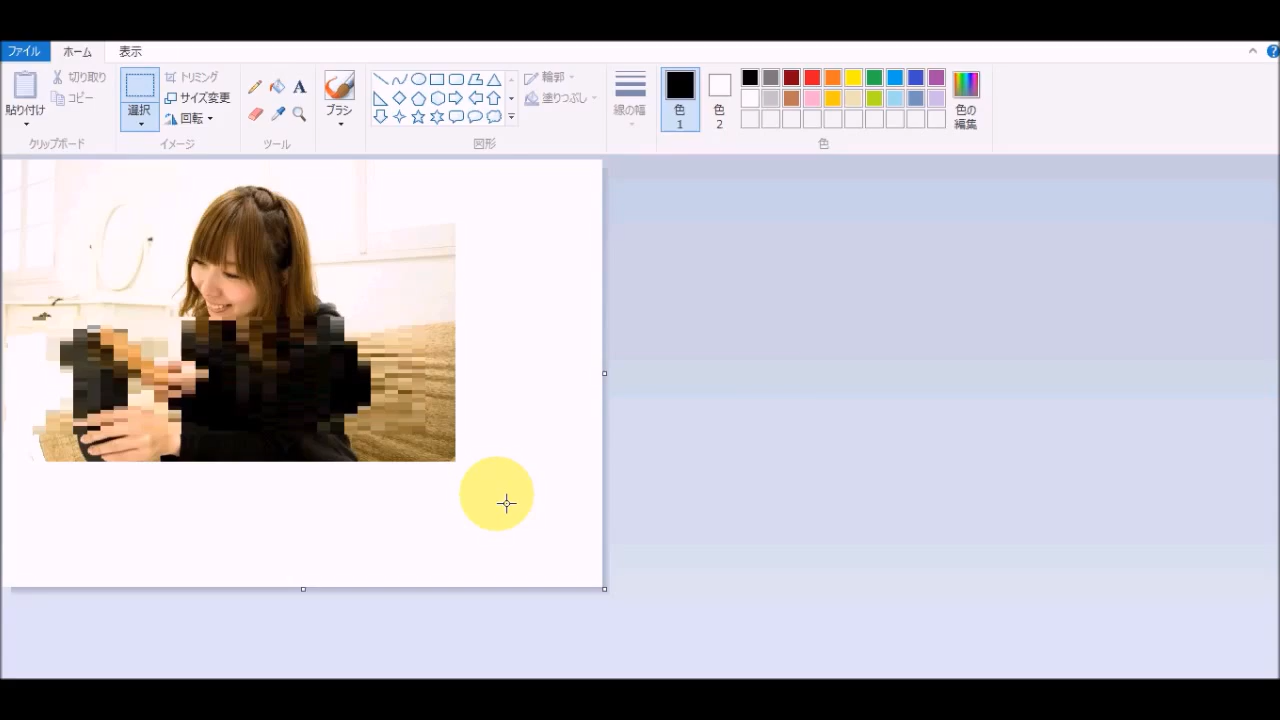 ファイル ホーム 表示
貼り付け
切り取り
コピー
クリップボード
選択
トリミング
サイズ変更
回転
イメージ
A
ツール
ブラシ
輪郭
塗りつぶし
図形
線の幅
色
1
色
2
色の
編集
色
?